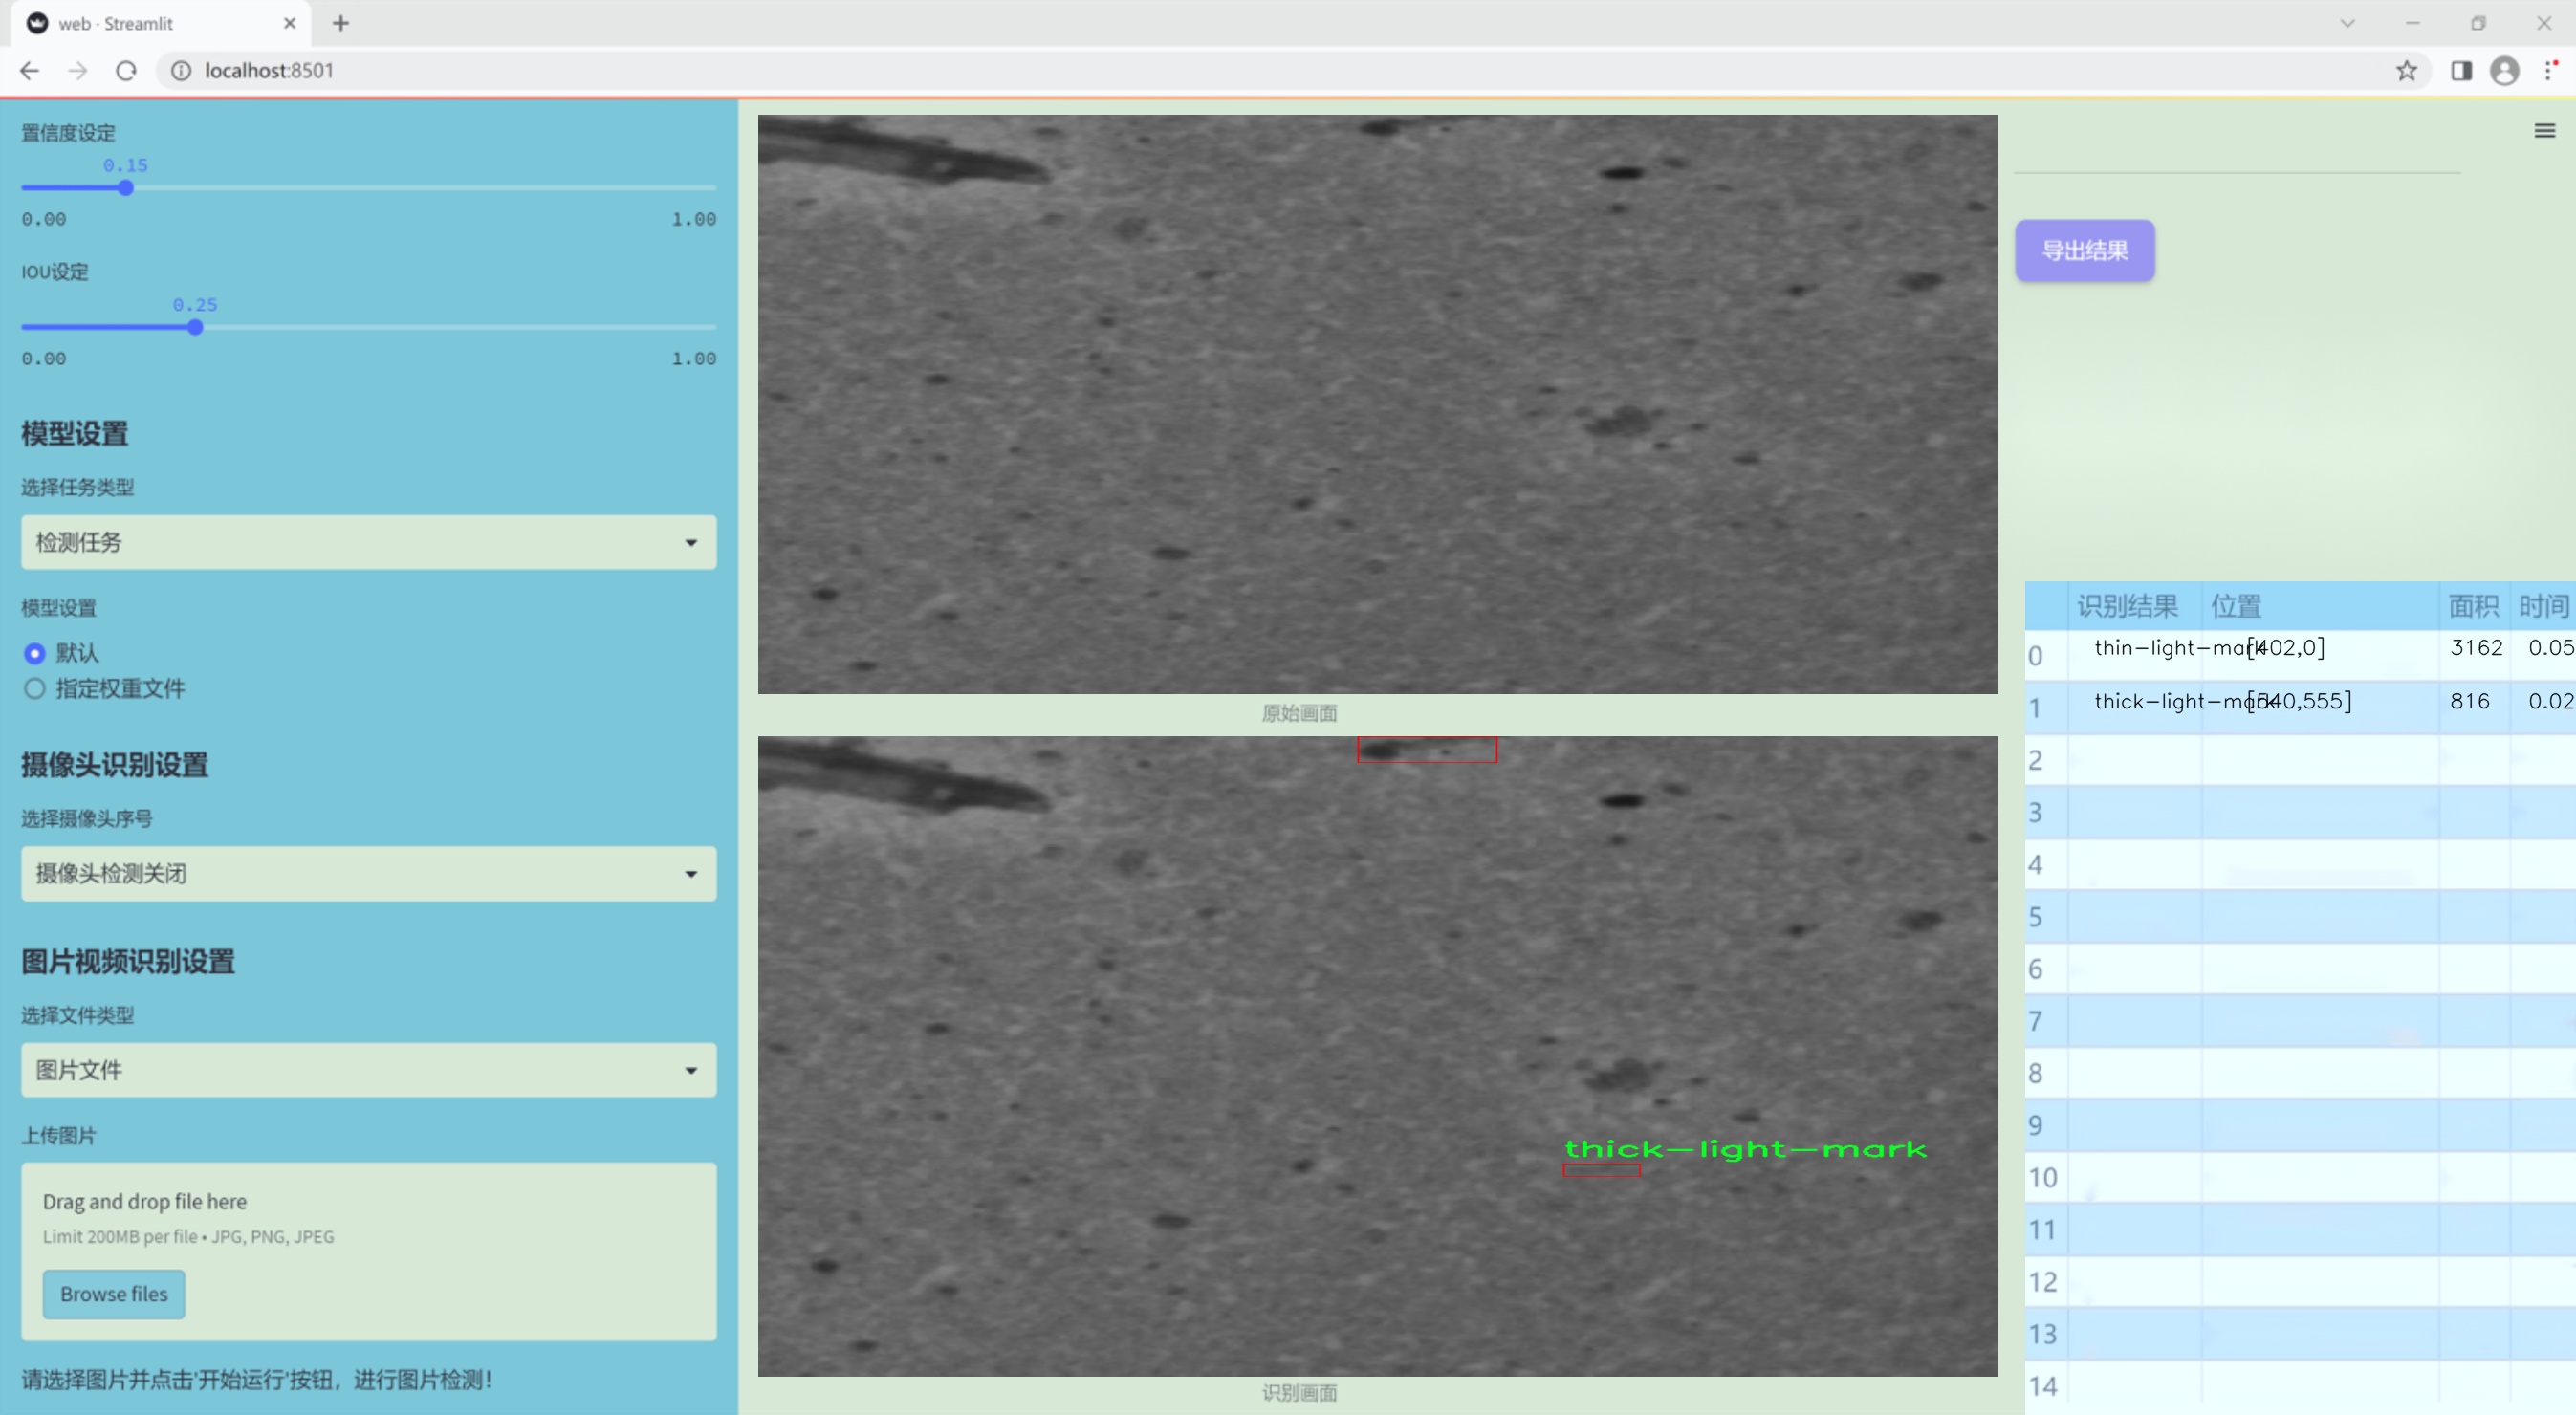 web · Streamlit
localhost:8501
置信度设定
0.15
0.00 1.00
IOU设定
0.25
0.00 1.00
模型设置
选择任务类型
检测任务
模型设置
默认
指定权重文件
摄像头识别设置
选择摄像头序号
摄像头检测关闭
图片视频识别设置
选择文件类型
图片文件
上传图片
Drag and drop file here
Limit 200MB per file • JPG, PNG, JPEG
Browse files
请选择图片并点击'开始运行'按钮，进行图片检测！
原始画面
thick-light-mark
识别画面
导出结果
识别结果 位置 面积 时间
0 thin-light-mark [402,0] 3162 0.05
1 thick-light-mark [540,555] 816 0.02
2
3
4
5
6
7
8
9
10
11
12
13
14